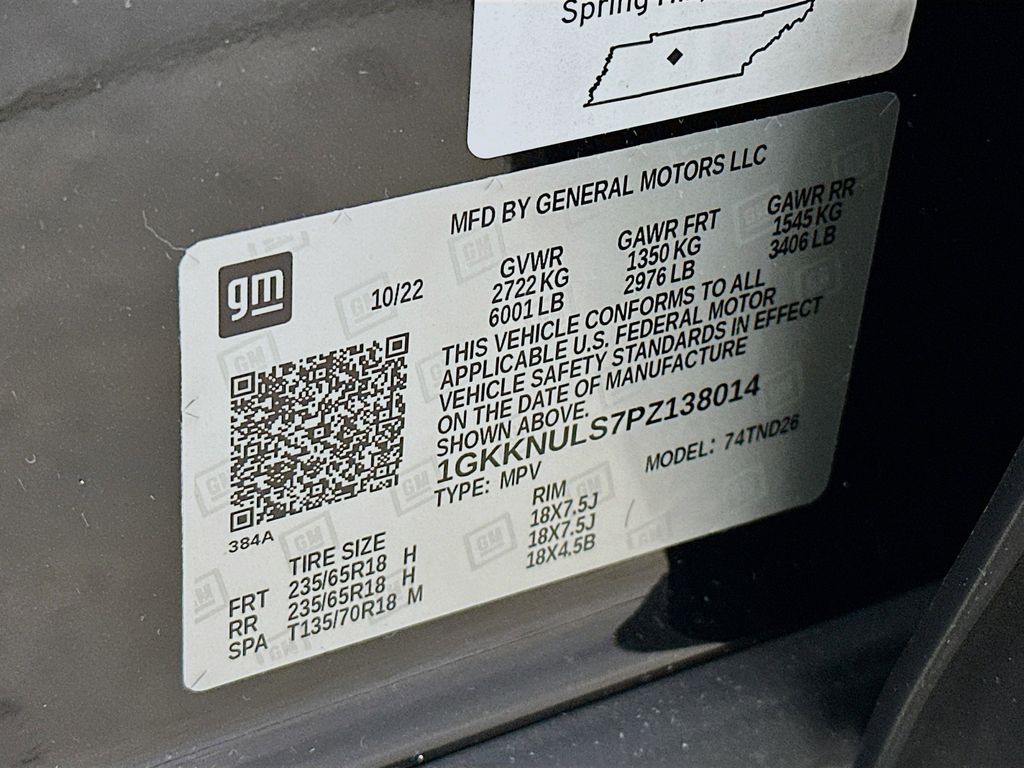 Spring
MFD BY GENERAL MOTORS LLC
gm
10/22
GVWR GAWR FRT GAWR RR
2722 KG 1350 KG 1545 KG
6001 LB 2976 LB 3406 LB
THIS VEHICLE CONFORMS TO ALL
APPLICABLE U.S. FEDERAL MOTOR
VEHICLE SAFETY STANDARDS IN EFFECT
ON THE DATE OF MANUFACTURE
SHOWN ABOVE.
1GKKNULS7PZ138014
TYPE: MPV MODEL: 74TND26
384A
TIRE SIZE RIM
FRT 235/65R18 H 18X7.5J
RR 235/65R18 H 18X7.5J
SPA T135/70R18 M 18X4.5B